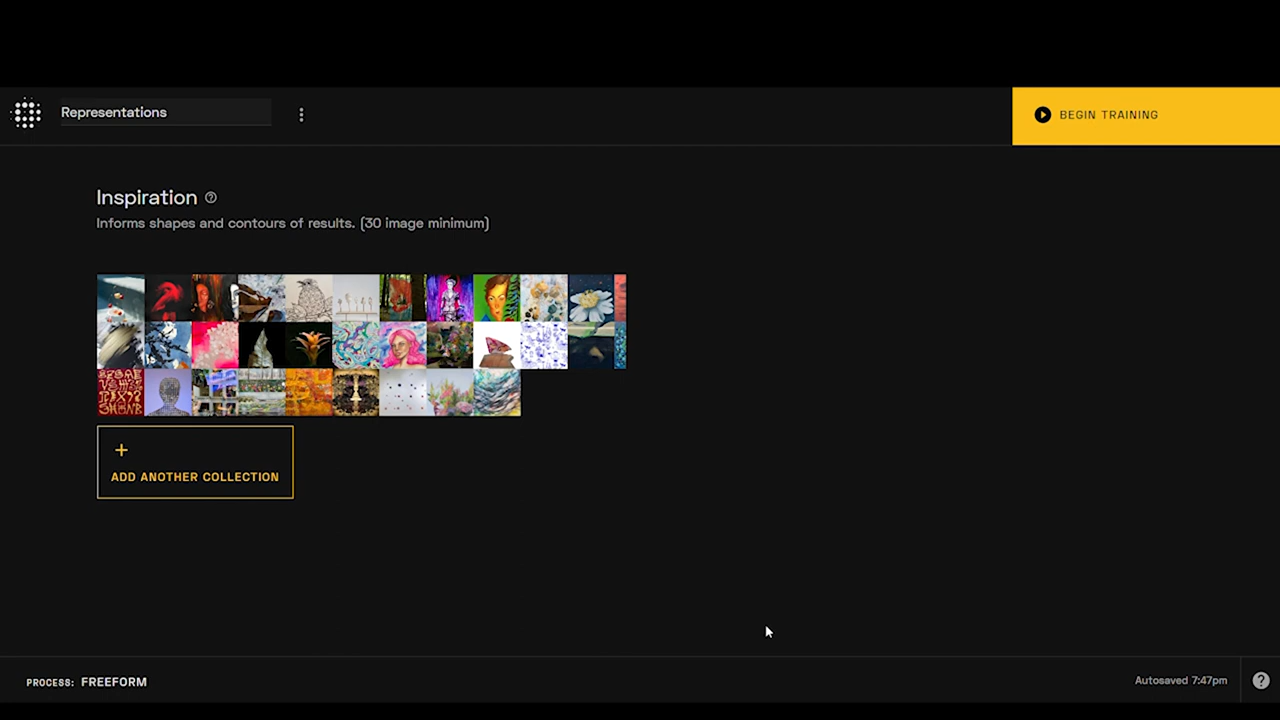 Representations
BEGIN TRAINING
Inspiration
Informs shapes and contours of results. (30 image minimum)
+
ADD ANOTHER COLLECTION
PROCESS: FREEFORM
Autosaved 7:47pm